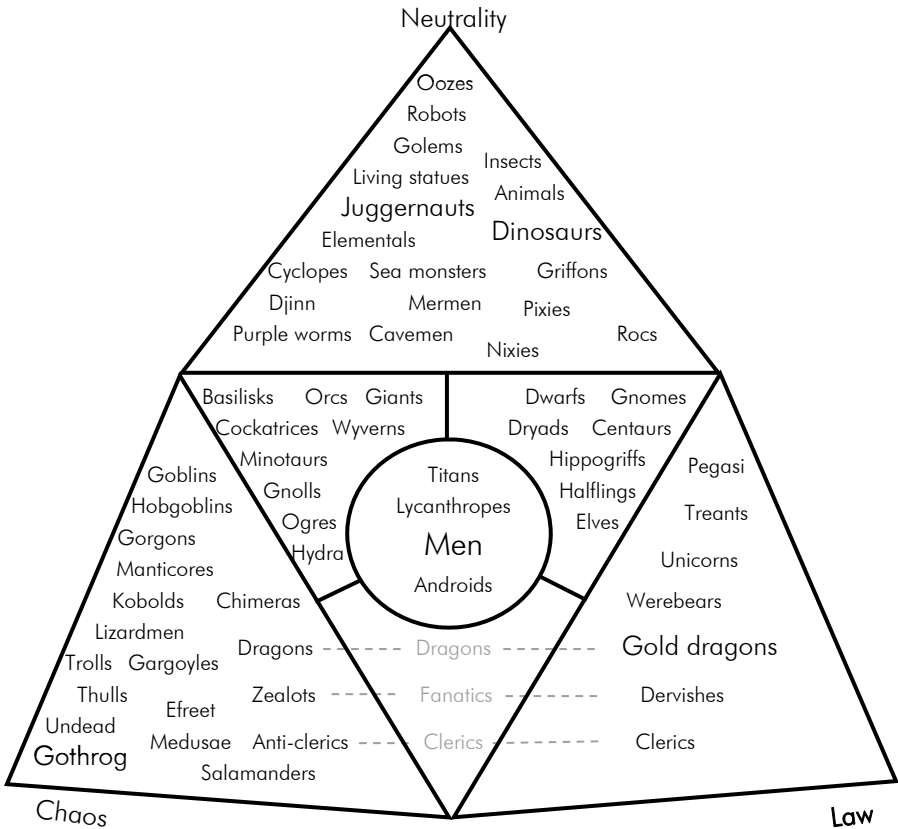 Neutrality
Oozes
Robots
Golems
Insects
Living statues
Animals
Juggernauts
Dinosaurs
Elementals
Cyclopes Sea monsters Griffons
Djinn Mermen Pixies
Purple worms Cavemen Rocs
Nixies
Basilisks Orcs Giants
Cockatrices Wyverns
Minotaurs
Gnolls
Ogres
Hydra
Dwarfs Gnomes
Dryads Centaurs
Hippogriffs
Halflings
Elves
Titans
Lycanthropes
Men
Androids
Goblins
Hobgoblins
Gorgons
Manticores
Kobolds Chimeras
Lizardmen
Trolls Gargoyles
Thulls
Efreet
Undead
Medusae
Gothrog
Salamanders
Pegasi
Treants
Unicorns
Werebears
Dragons Dragons Gold dragons
Zealots Fanatics Dervishes
Anti-clerics Clerics Clerics
Chaos
Law